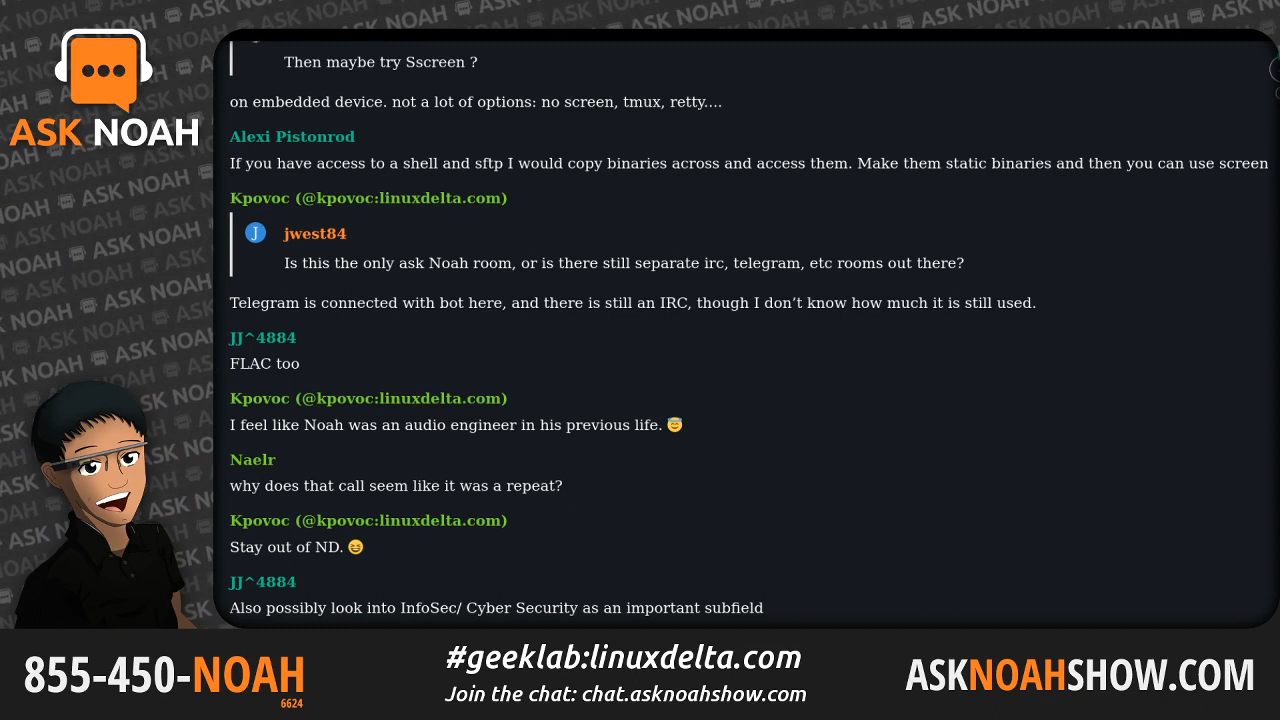 ASK NOAH
Then maybe try Sscreen ?
on embedded device. not a lot of options: no screen, tmux, retty....
Alexi Pistonrod
If you have access to a shell and sftp I would copy binaries across and access them. Make them static binaries and then you can use screen
Kpovoc (@kpovoc:linuxdelta.com)
J jwest84
Is this the only ask Noah room, or is there still separate irc, telegram, etc rooms out there?
Telegram is connected with bot here, and there is still an IRC, though I don’t know how much it is still used.
JJ^4884
FLAC too
Kpovoc (@kpovoc:linuxdelta.com)
I feel like Noah was an audio engineer in his previous life. 😇
Naelr
why does that call seem like it was a repeat?
Kpovoc (@kpovoc:linuxdelta.com)
Stay out of ND. 😆
JJ^4884
Also possibly look into InfoSec/ Cyber Security as an important subfield
855-450-NOAH
6624
#geeklab:linuxdelta.com
Join the chat: chat.asknoahshow.com
ASKNOAHSHOW.COM